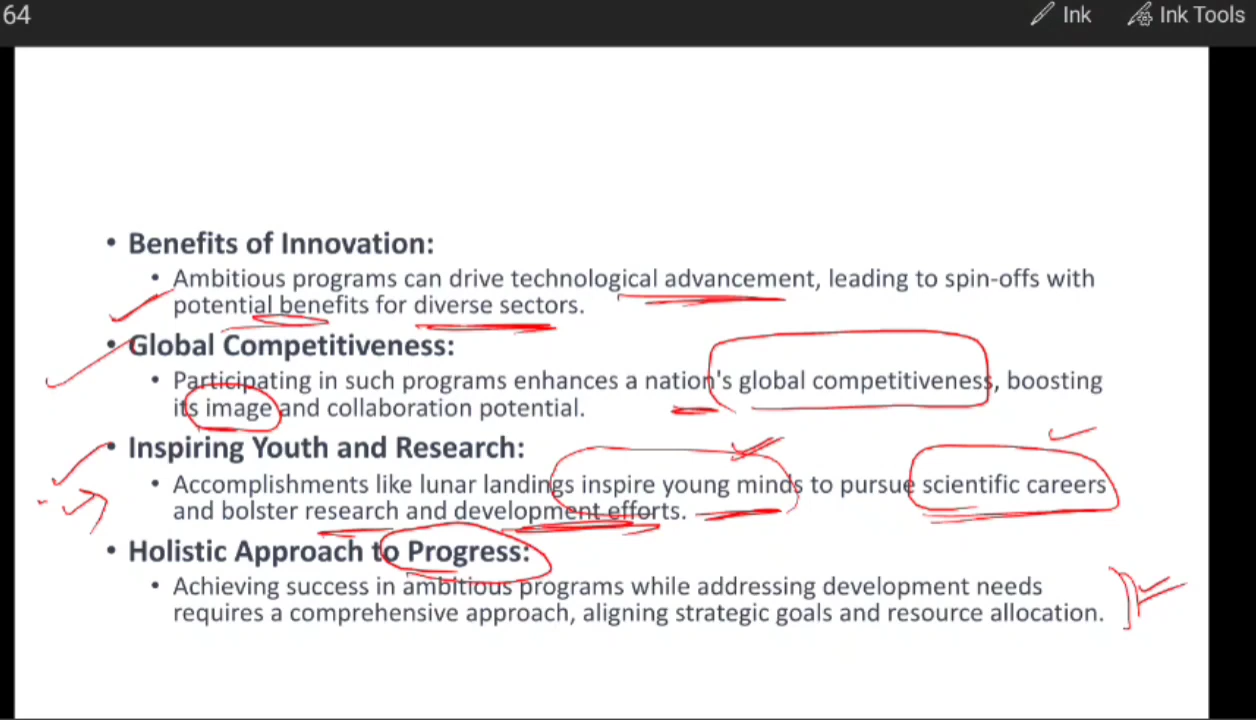 64
Ink
Ink Tools
• Benefits of Innovation:
• Ambitious programs can drive technological advancement, leading to spin-offs with
potential benefits for diverse sectors.
• Global Competitiveness:
• Participating in such programs enhances a nation's global competitiveness, boosting
its image and collaboration potential.
• Inspiring Youth and Research:
• Accomplishments like lunar landings inspire young minds to pursue scientific careers
and bolster research and development efforts.
• Holistic Approach to Progress:
• Achieving success in ambitious programs while addressing development needs
requires a comprehensive approach, aligning strategic goals and resource allocation.